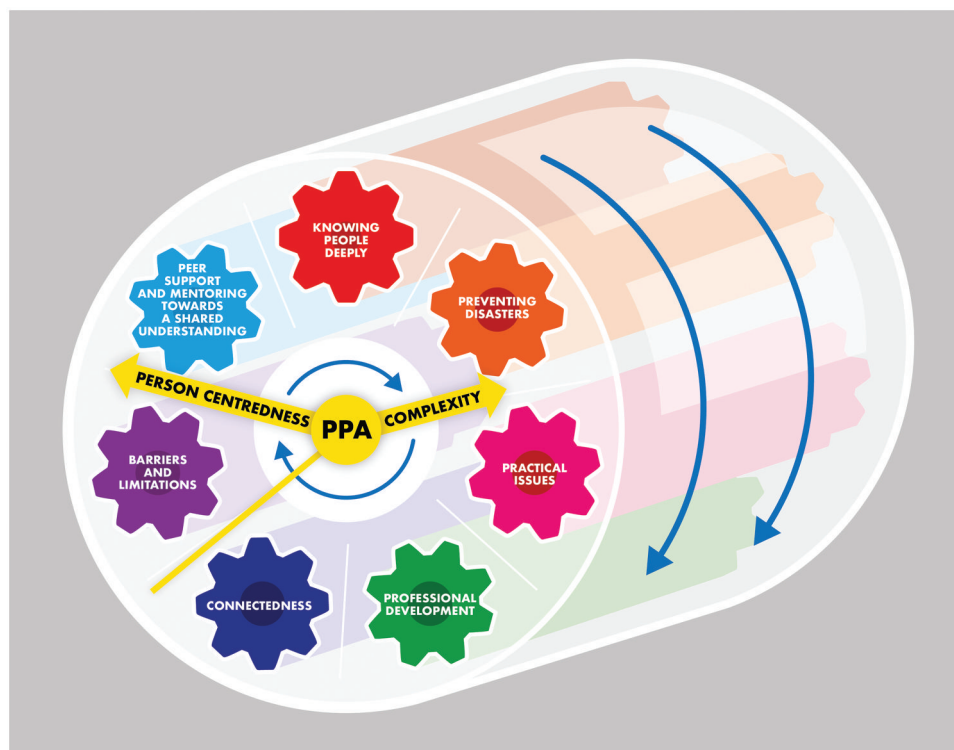 KNOWING
PEOPLE
DEEPLY
PEER
SUPPORT
AND MENTORING
TOWARDS
A SHARED
UNDERSTANDING
PREVENTING
DISASTERS
PERSON CENTREDNESS
PPA
COMPLEXITY
BARRIERS
AND
LIMITATIONS
PRACTICAL
ISSUES
CONNECTEDNESS
PROFESSIONAL
DEVELOPMENT